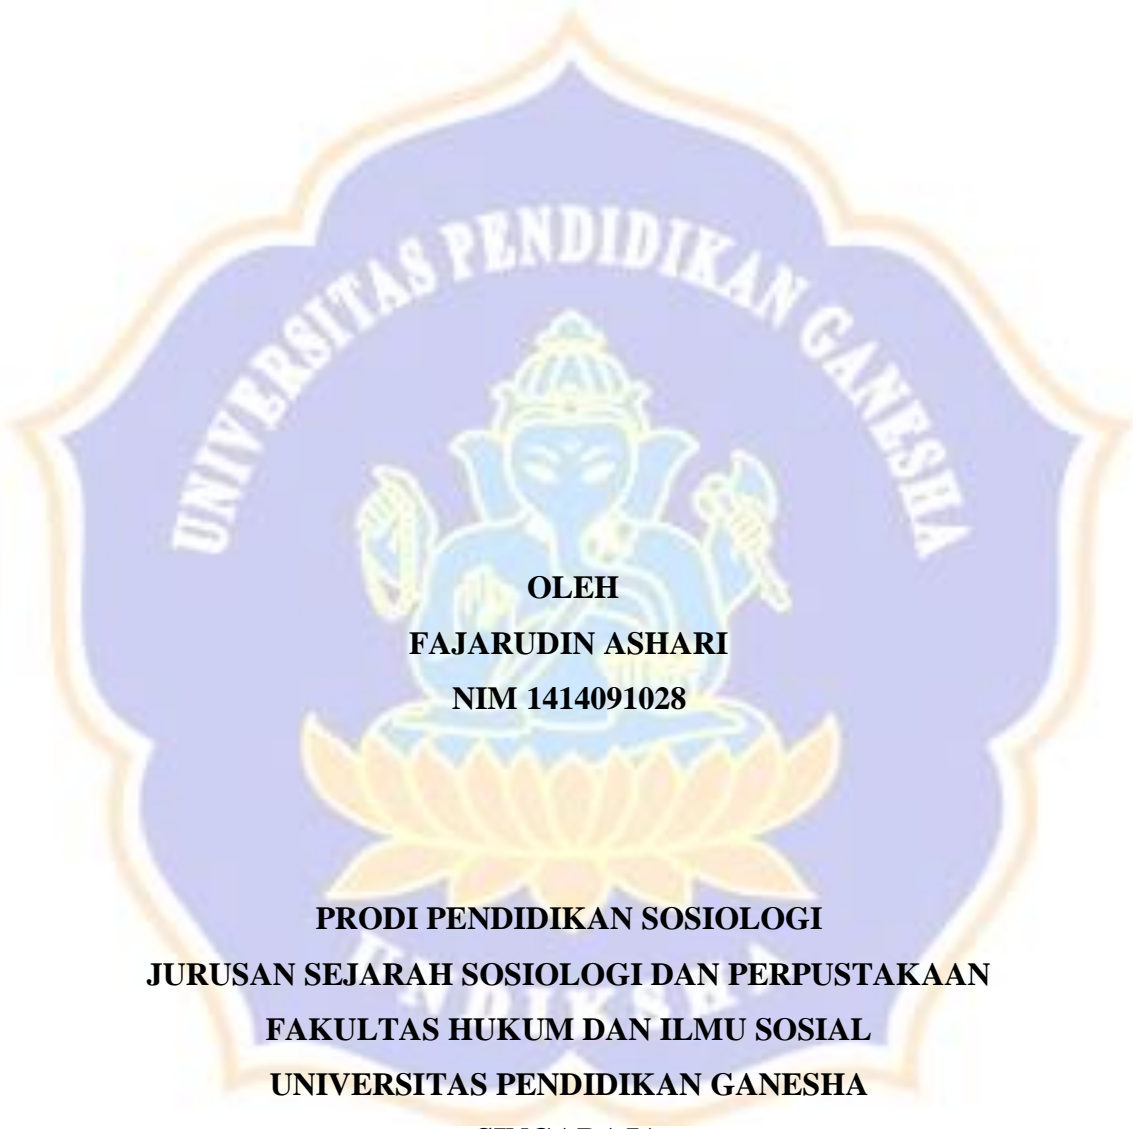 UNIVERSITAS PENDIDIKAN GANESHA
OLEH
FAJARUDIN ASHARI
NIM 1414091028
PRODI PENDIDIKAN SOSIOLOGI
JURUSAN SEJARAH SOSIOLOGI DAN PERPUSTAKAAN
UNDIKSHA
FAKULTAS HUKUM DAN ILMU SOSIAL
UNIVERSITAS PENDIDIKAN GANESHA